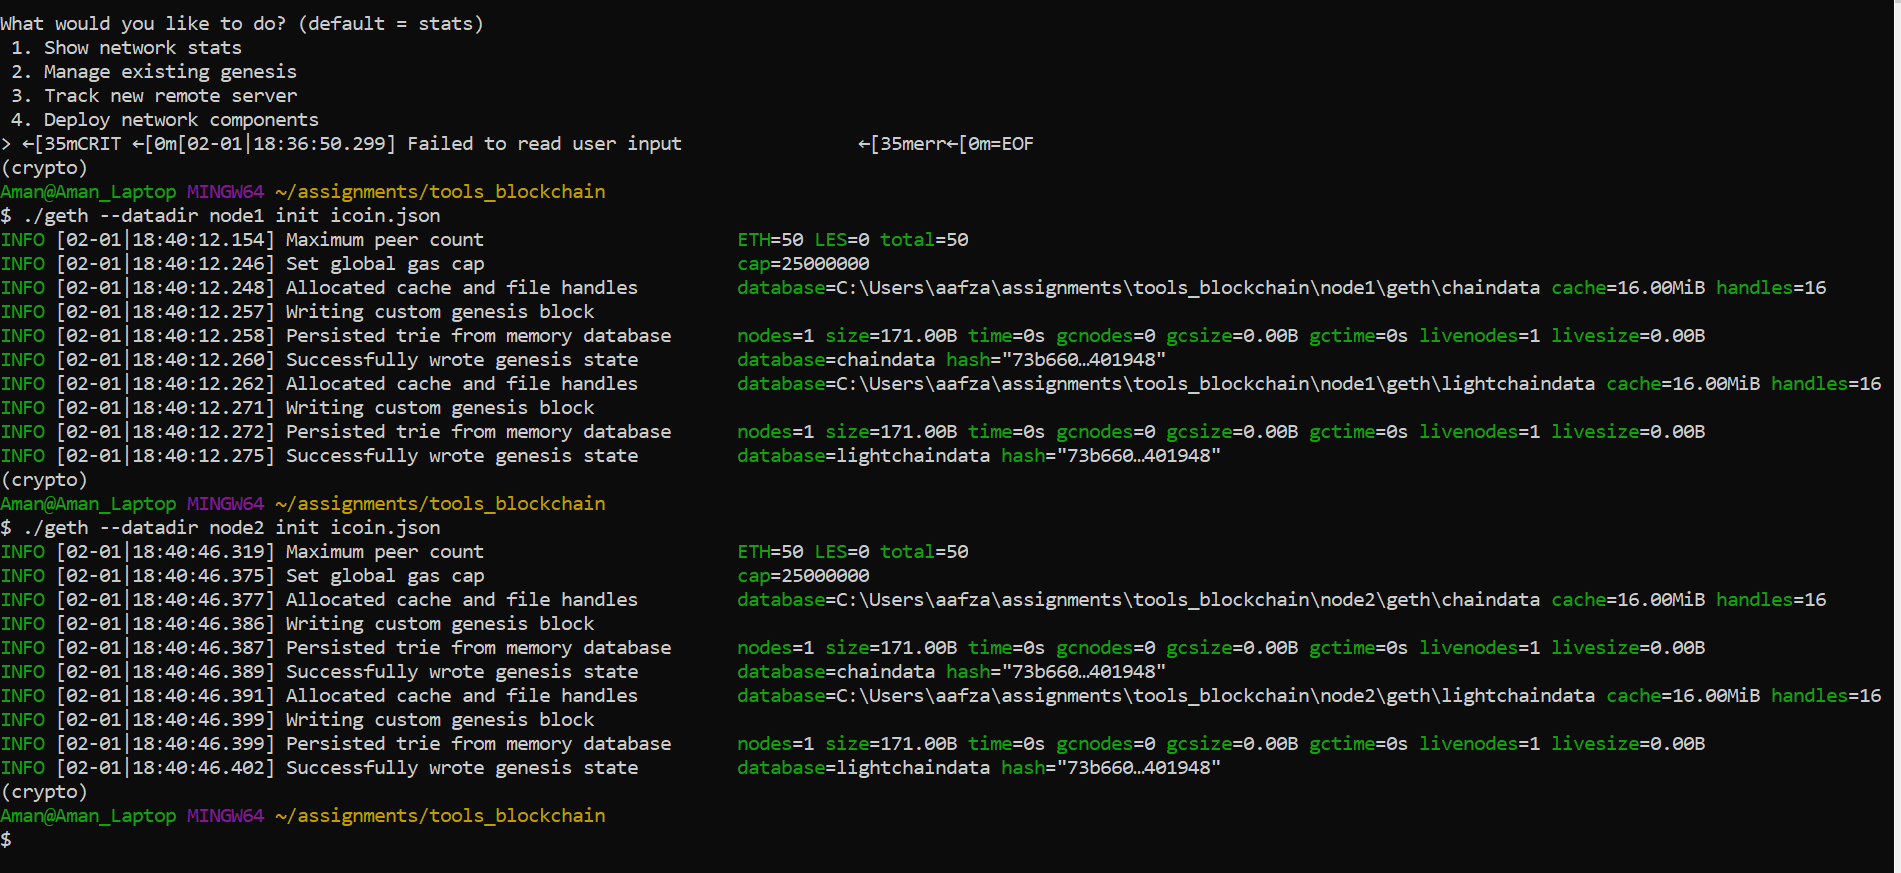 What would you like to do? (default = stats)
 1. Show network stats
 2. Manage existing genesis
 3. Track new remote server
 4. Deploy network components
> ←[35mCRIT ←[0m[02-01|18:36:50.299] Failed to read user input                ←[35merr←[0m=EOF
(crypto)
Aman@Aman_Laptop MINGW64 ~/assignments/tools_blockchain
$ ./geth --datadir node1 init icoin.json
INFO [02-01|18:40:12.154] Maximum peer count                       ETH=50 LES=0 total=50
INFO [02-01|18:40:12.246] Set global gas cap                       cap=25000000
INFO [02-01|18:40:12.248] Allocated cache and file handles         database=C:\Users\aafza\assignments\tools_blockchain\node1\geth\chaindata cache=16.00MiB handles=16
INFO [02-01|18:40:12.257] Writing custom genesis block
INFO [02-01|18:40:12.258] Persisted trie from memory database      nodes=1 size=171.00B time=0s gcnodes=0 gcsize=0.00B gctime=0s livenodes=1 livesize=0.00B
INFO [02-01|18:40:12.260] Successfully wrote genesis state         database=chaindata hash="73b660…401948"
INFO [02-01|18:40:12.262] Allocated cache and file handles         database=C:\Users\aafza\assignments\tools_blockchain\node1\geth\lightchaindata cache=16.00MiB handles=16
INFO [02-01|18:40:12.271] Writing custom genesis block
INFO [02-01|18:40:12.272] Persisted trie from memory database      nodes=1 size=171.00B time=0s gcnodes=0 gcsize=0.00B gctime=0s livenodes=1 livesize=0.00B
INFO [02-01|18:40:12.275] Successfully wrote genesis state         database=lightchaindata hash="73b660…401948"
(crypto)
Aman@Aman_Laptop MINGW64 ~/assignments/tools_blockchain
$ ./geth --datadir node2 init icoin.json
INFO [02-01|18:40:46.319] Maximum peer count                       ETH=50 LES=0 total=50
INFO [02-01|18:40:46.375] Set global gas cap                       cap=25000000
INFO [02-01|18:40:46.377] Allocated cache and file handles         database=C:\Users\aafza\assignments\tools_blockchain\node2\geth\chaindata cache=16.00MiB handles=16
INFO [02-01|18:40:46.386] Writing custom genesis block
INFO [02-01|18:40:46.387] Persisted trie from memory database      nodes=1 size=171.00B time=0s gcnodes=0 gcsize=0.00B gctime=0s livenodes=1 livesize=0.00B
INFO [02-01|18:40:46.389] Successfully wrote genesis state         database=chaindata hash="73b660…401948"
INFO [02-01|18:40:46.391] Allocated cache and file handles         database=C:\Users\aafza\assignments\tools_blockchain\node2\geth\lightchaindata cache=16.00MiB handles=16
INFO [02-01|18:40:46.399] Writing custom genesis block
INFO [02-01|18:40:46.399] Persisted trie from memory database      nodes=1 size=171.00B time=0s gcnodes=0 gcsize=0.00B gctime=0s livenodes=1 livesize=0.00B
INFO [02-01|18:40:46.402] Successfully wrote genesis state         database=lightchaindata hash="73b660…401948"
(crypto)
Aman@Aman_Laptop MINGW64 ~/assignments/tools_blockchain
$